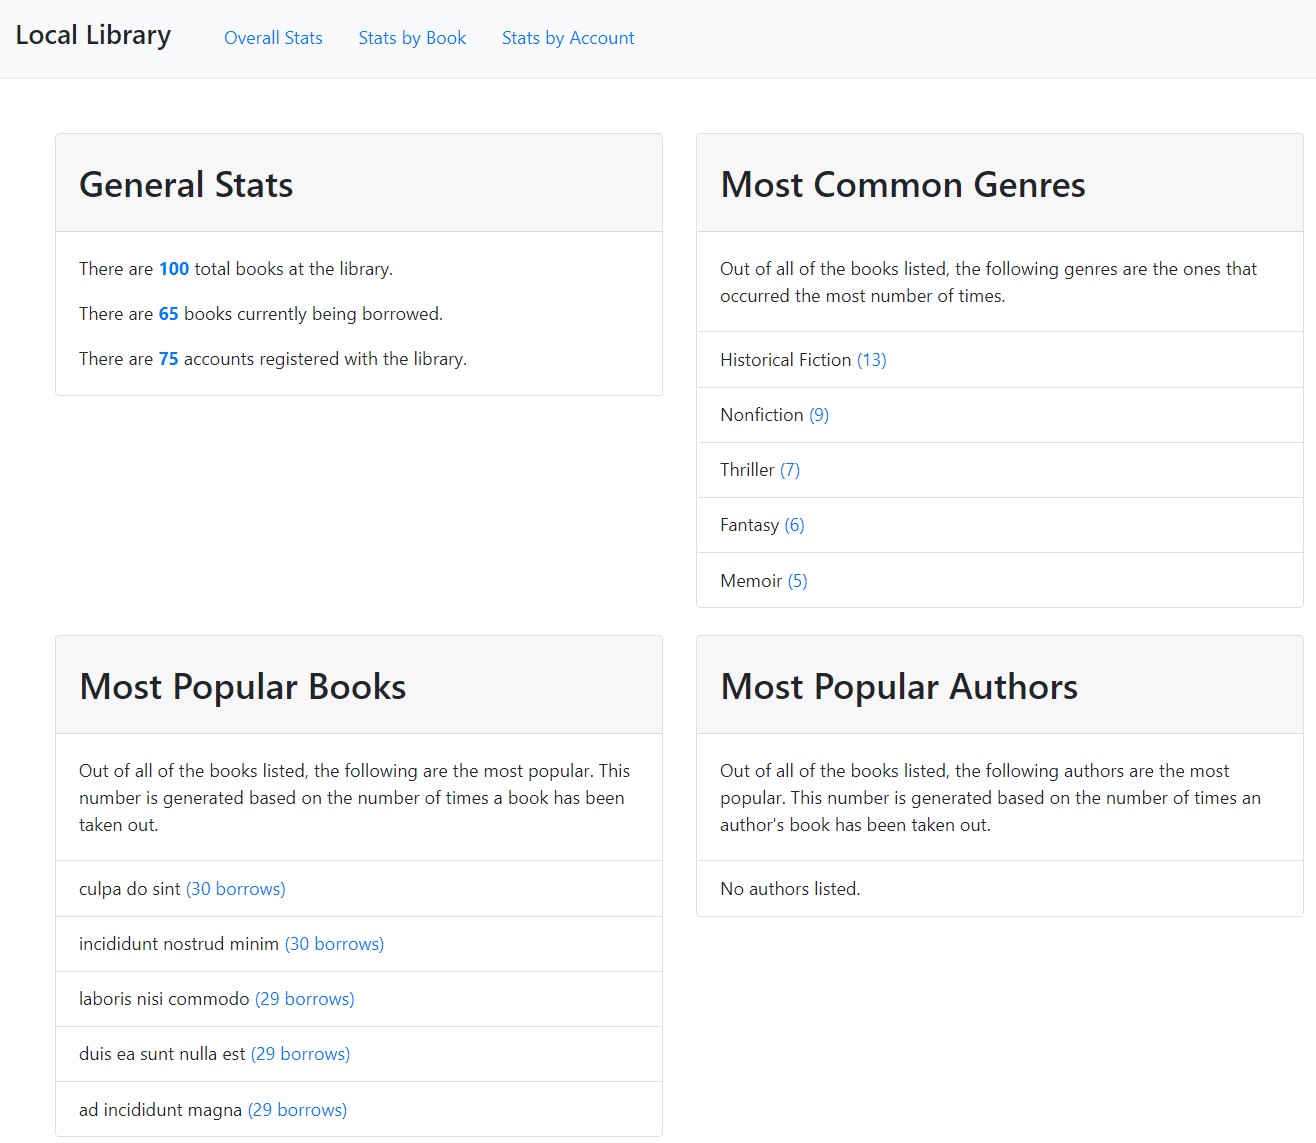 Local Library
Overall Stats
Stats by Book
Stats by Account
General Stats
There are 100 total books at the library.
There are 65 books currently being borrowed.
There are 75 accounts registered with the library.
Most Common Genres
Out of all of the books listed, the following genres are the ones that
occurred the most number of times.
Historical Fiction (13)
Nonfiction (9)
Thriller (7)
Fantasy (6)
Memoir (5)
Most Popular Books
Out of all of the books listed, the following are the most popular. This
number is generated based on the number of times a book has been
taken out.
culpa do sint (30 borrows)
incididunt nostrud minim (30 borrows)
laboris nisi commodo (29 borrows)
duis ea sunt nulla est (29 borrows)
ad incididunt magna (29 borrows)
Most Popular Authors
Out of all of the books listed, the following authors are the most
popular. This number is generated based on the number of times an
author's book has been taken out.
No authors listed.